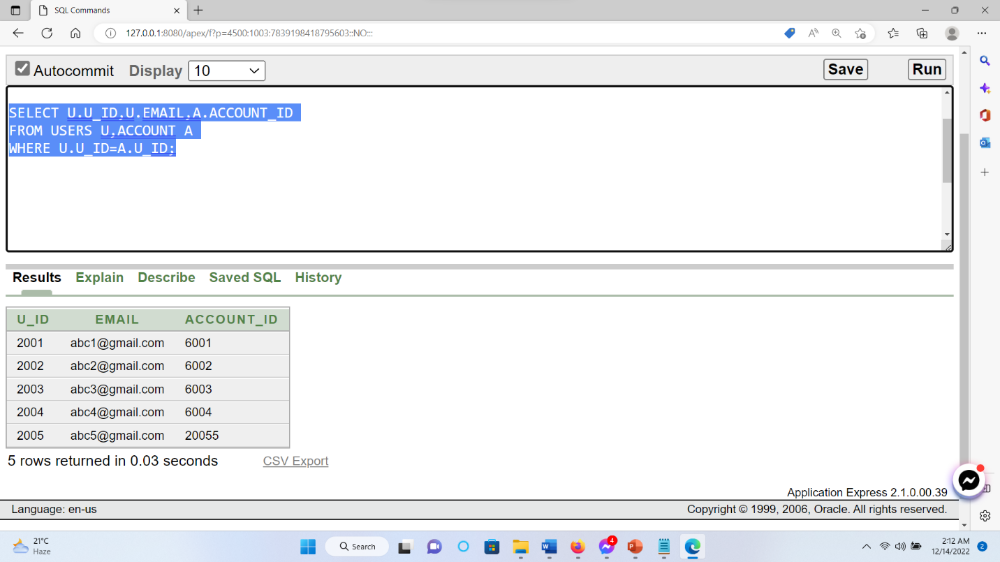 SQL Commands
127.0.0.1:8080/apex/f?p=4500:1003:7839198418795603::NO:::
Autocommit Display 10 Save Run
SELECT U.U_ID,U.EMAIL,A.ACCOUNT_ID
FROM USERS U,ACCOUNT A
WHERE U.U_ID=A.U_ID;
Results Explain Describe Saved SQL History
U_ID EMAIL ACCOUNT_ID
2001 abc1@gmail.com 6001
2002 abc2@gmail.com 6002
2003 abc3@gmail.com 6003
2004 abc4@gmail.com 6004
2005 abc5@gmail.com 20055
5 rows returned in 0.03 seconds CSV Export
Application Express 2.1.0.00.39
Language: en-us Copyright © 1999, 2006, Oracle. All rights reserved.
21°C
Haze
Search
4
2:12 AM
12/14/2022
2